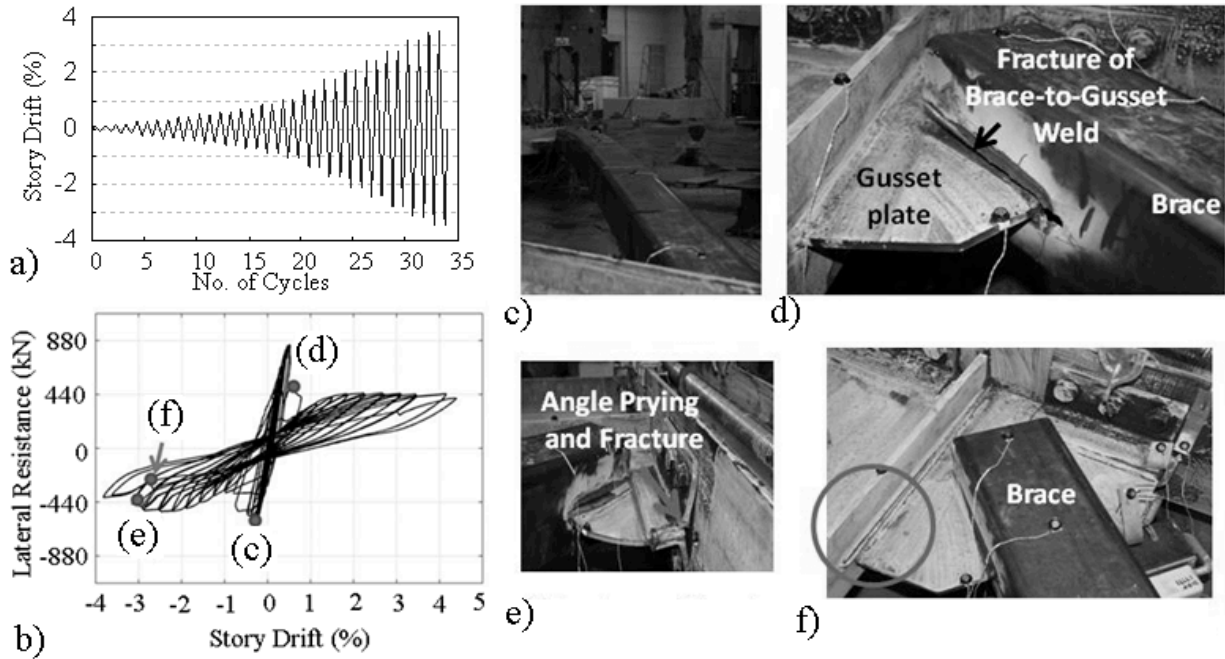 4
2
0
-2
-4
Story Drift (%)
0 5 10 15 20 25 30 35
No. of Cycles
a)
880
440
0
-440
-880
Lateral Resistance (kN)
(d)
(f)
(e)
(c)
-4 -3 -2 -1 0 1 2 3 4 5
Story Drift (%)
b)
c)
Fracture of
Brace-to-Gusset
Weld
Gusset
plate
Brace
d)
Angle Prying
and Fracture
e)
Brace
f)